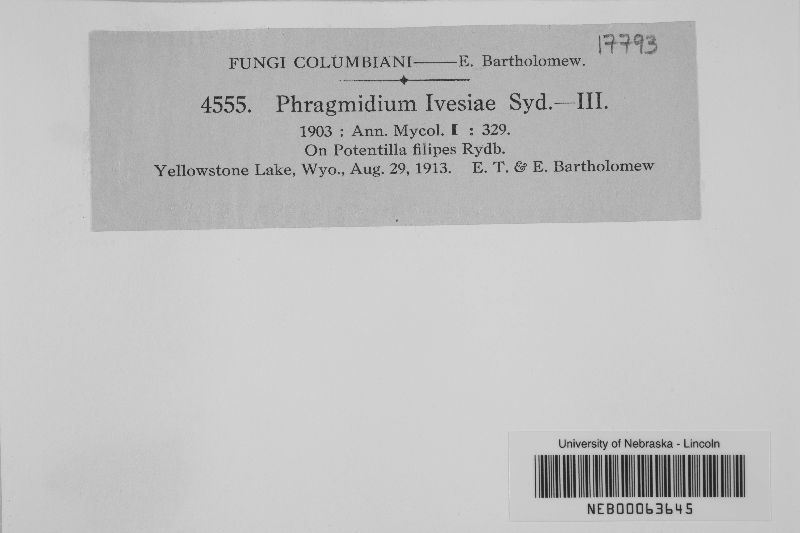 17793
FUNGI COLUMBIANI——E. Bartholomew.
4555. Phragmidium Ivesiae Syd.—III.
1903 : Ann. Mycol. I : 329.
On Potentilla filipes Rydb.
Yellowstone Lake, Wyo., Aug. 29, 1913. E. T. & E. Bartholomew
University of Nebraska - Lincoln
NEB00063645